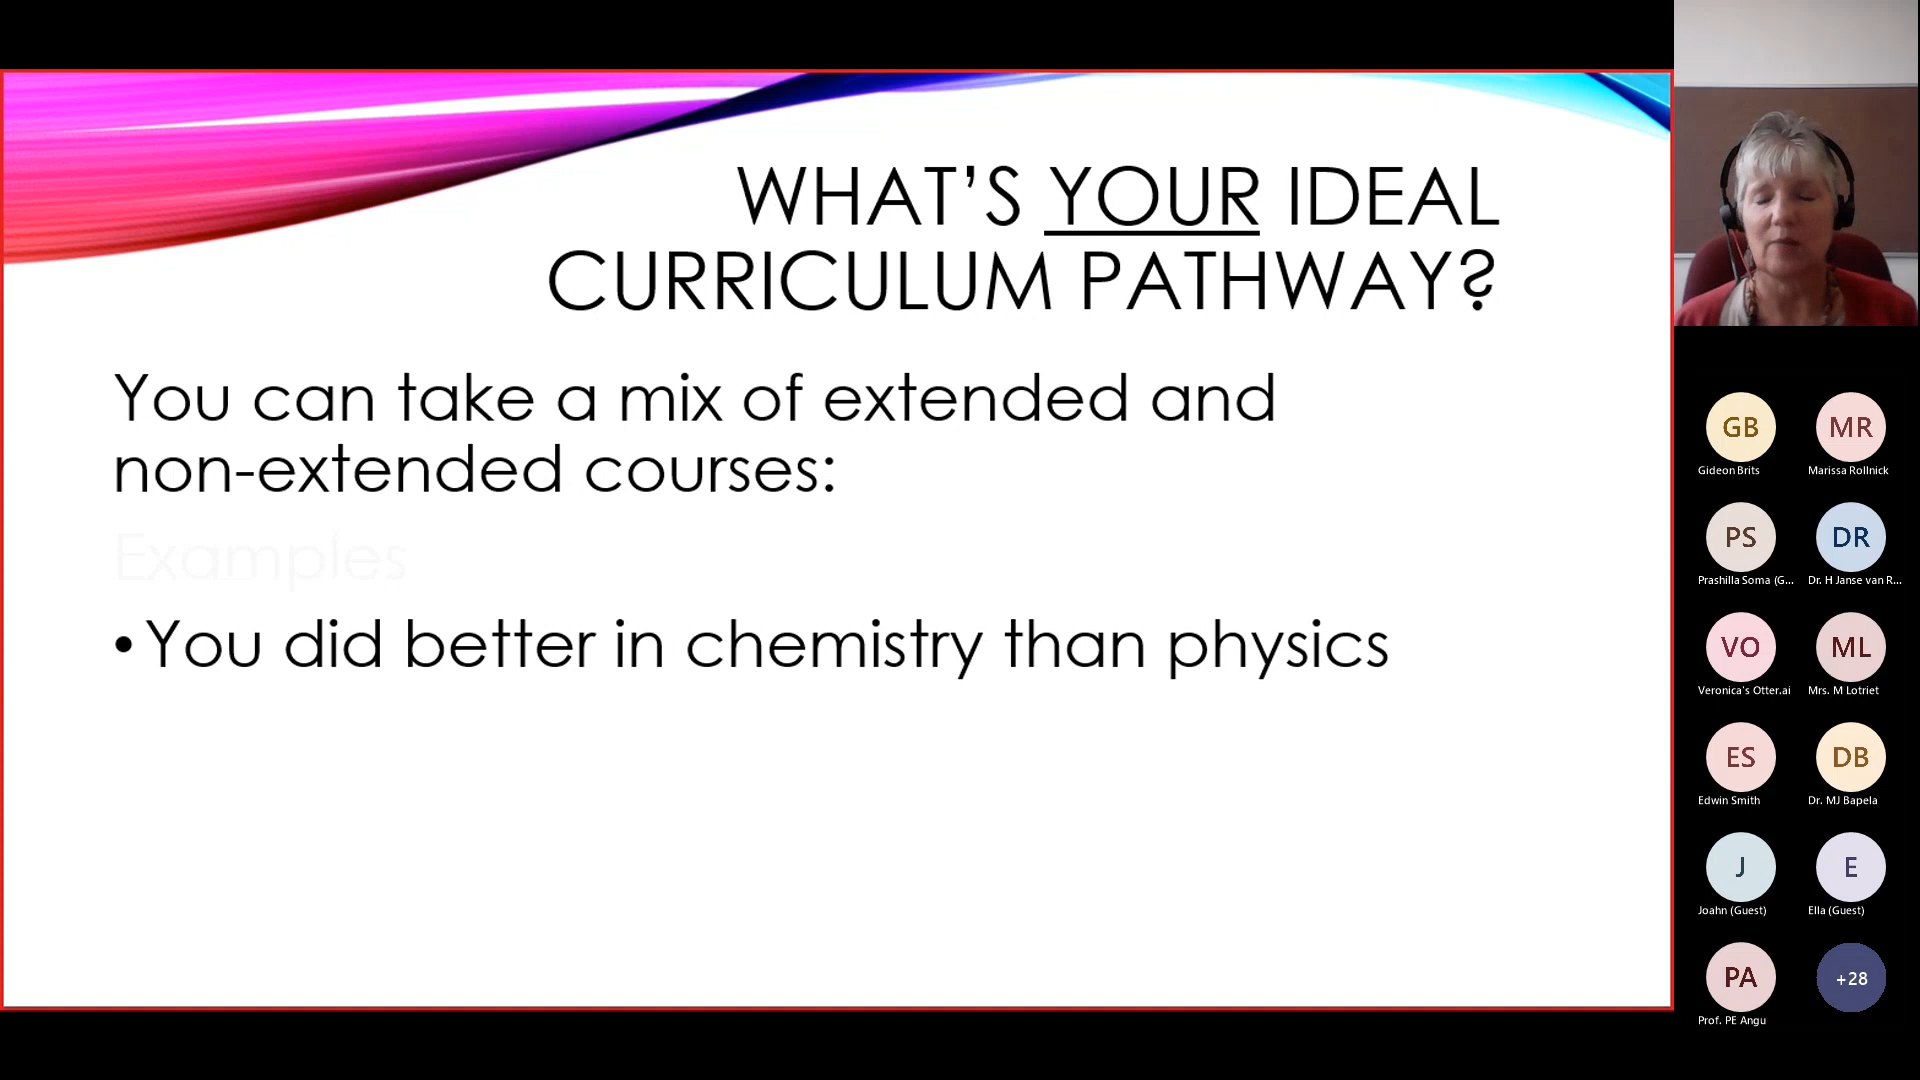 WHAT’S YOUR IDEAL
CURRICULUM PATHWAY?
You can take a mix of extended and
non-extended courses:
Examples
• You did better in chemistry than physics
GB
MR
Gideon Brits
Marissa Rollnick
PS
DR
Prashilla Soma (G...
Dr. H Janse van R...
VO
ML
Veronica's Otter.ai
Mrs. M Lotriet
ES
DB
Edwin Smith
Dr. MJ Bapela
J
E
Joahn (Guest)
Ella (Guest)
PA
+28
Prof. PE Angu